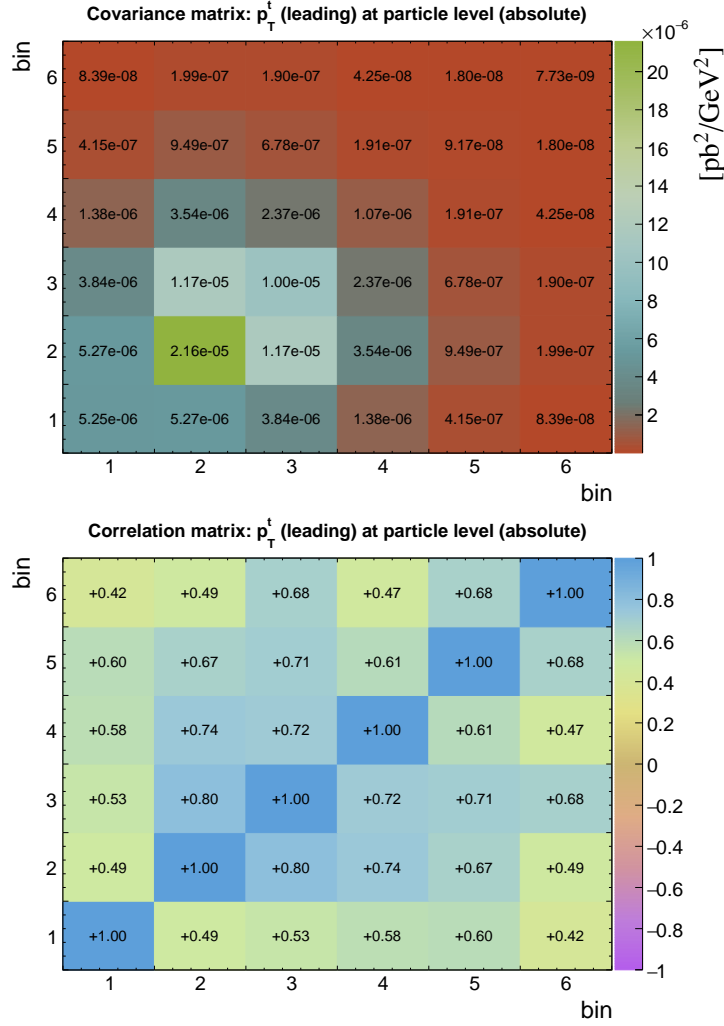 Covariance matrix: p_T^t (leading) at particle level (absolute)
×10^−6
bin
[pb^2/GeV^2]
6 8.39e-08 1.99e-07 1.90e-07 4.25e-08 1.80e-08 7.73e-09
5 4.15e-07 9.49e-07 6.78e-07 1.91e-07 9.17e-08 1.80e-08
4 1.38e-06 3.54e-06 2.37e-06 1.07e-06 1.91e-07 4.25e-08
3 3.84e-06 1.17e-05 1.00e-05 2.37e-06 6.78e-07 1.90e-07
2 5.27e-06 2.16e-05 1.17e-05 3.54e-06 9.49e-07 1.99e-07
1 5.25e-06 5.27e-06 3.84e-06 1.38e-06 4.15e-07 8.39e-08
1 2 3 4 5 6
bin
20
18
16
14
12
10
8
6
4
2
Correlation matrix: p_T^t (leading) at particle level (absolute)
bin
6 +0.42 +0.49 +0.68 +0.47 +0.68 +1.00
5 +0.60 +0.67 +0.71 +0.61 +1.00 +0.68
4 +0.58 +0.74 +0.72 +1.00 +0.61 +0.47
3 +0.53 +0.80 +1.00 +0.72 +0.71 +0.68
2 +0.49 +1.00 +0.80 +0.74 +0.67 +0.49
1 +1.00 +0.49 +0.53 +0.58 +0.60 +0.42
1 2 3 4 5 6
bin
1
0.8
0.6
0.4
0.2
0
−0.2
−0.4
−0.6
−0.8
−1